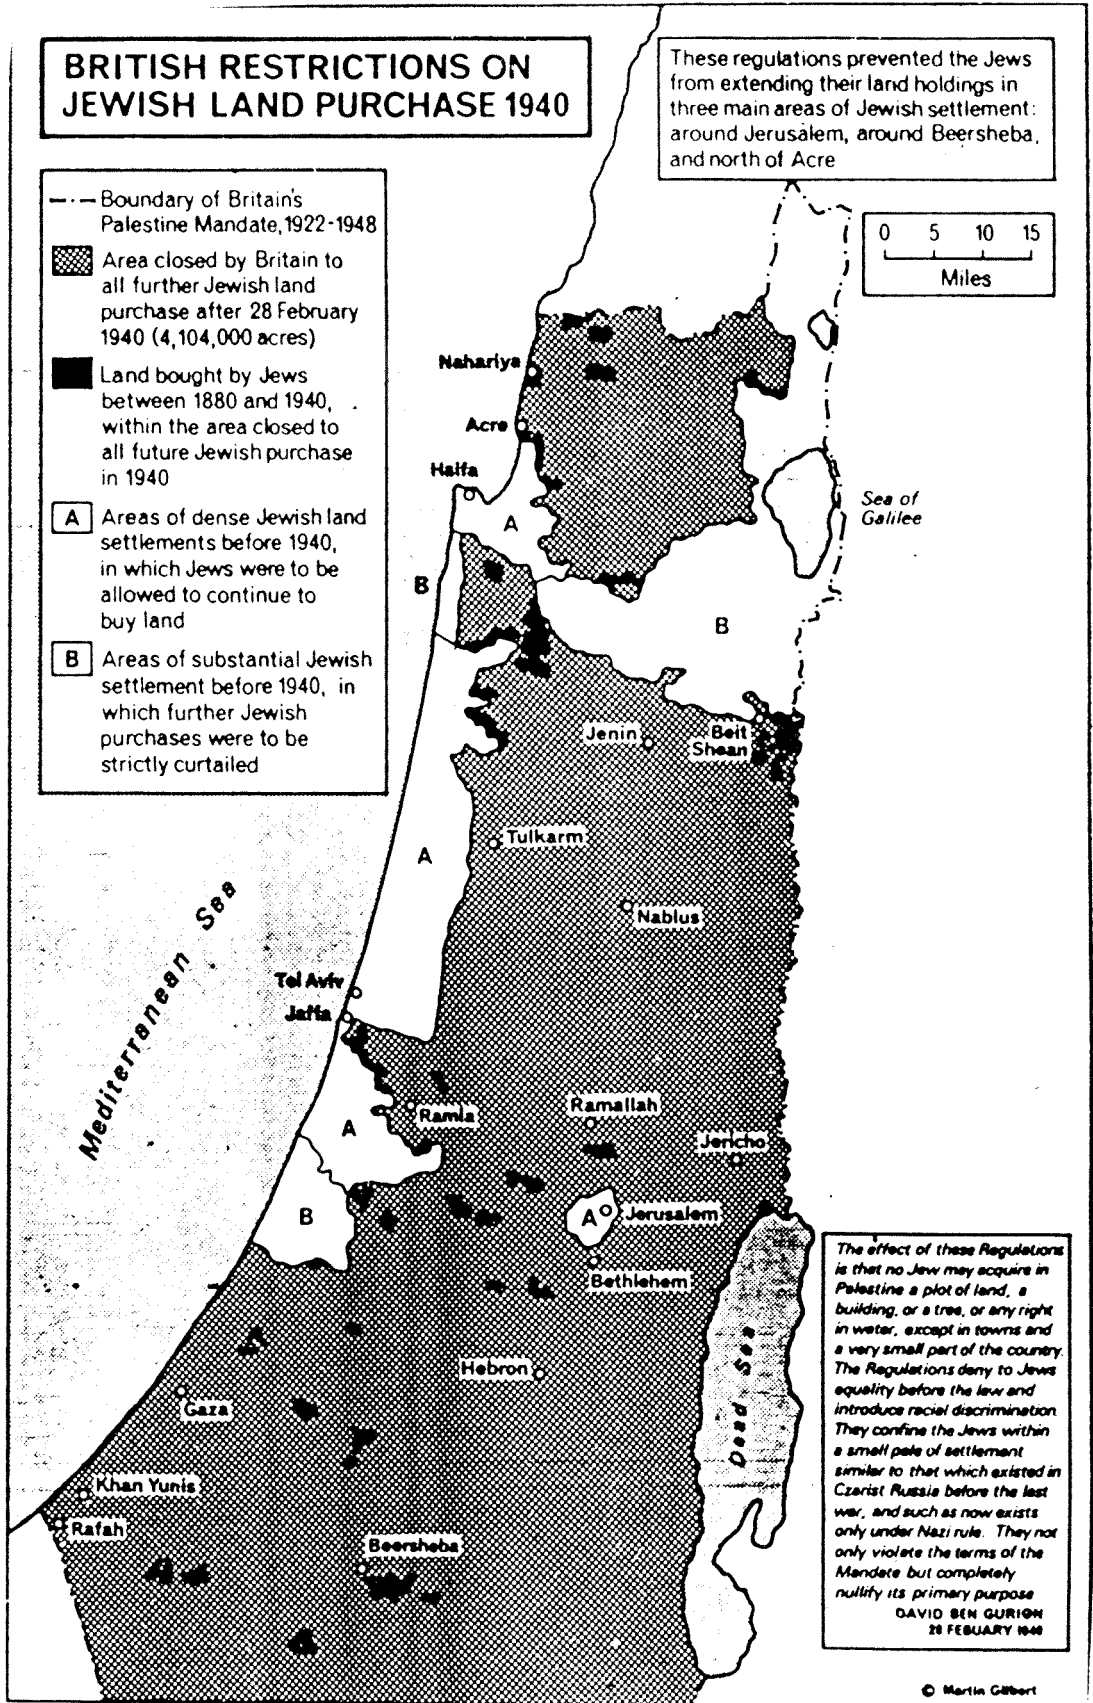 BRITISH RESTRICTIONS ON
JEWISH LAND PURCHASE 1940
These regulations prevented the Jews
from extending their land holdings in
three main areas of Jewish settlement:
around Jerusalem, around Beersheba,
and north of Acre
Boundary of Britain's
Palestine Mandate, 1922-1948
Area closed by Britain to
all further Jewish land
purchase after 28 February
1940 (4,104,000 acres)
Land bought by Jews
between 1880 and 1940,
within the area closed to
all future Jewish purchase
in 1940
A Areas of dense Jewish land
settlements before 1940,
in which Jews were to be
allowed to continue to
buy land
B Areas of substantial Jewish
settlement before 1940, in
which further Jewish
purchases were to be
strictly curtailed
0 5 10 15
Miles
Nahariya
Acre
Haifa
A
Sea of
Galilee
B
B
Jenin
Beit
Shean
Tulkarm
A
Nablus
Mediterranean Sea
Tel Aviv
Jaffa
Ramla
Ramallah
A
Jericho
B
A
Jerusalem
Bethlehem
Hebron
Dead Sea
Gaza
Khan Yunis
Rafah
Beersheba
The effect of these Regulations
is that no Jew may acquire in
Palestine a plot of land, a
building, or a tree, or any right
in water, except in towns and
a very small part of the country.
The Regulations deny to Jews
equality before the law and
introduce racial discrimination
They confine the Jews within
a small pale of settlement
similar to that which existed in
Czarist Russia before the last
war, and such as now exists
only under Nazi rule. They not
only violate the terms of the
Mandate but completely
nullify its primary purpose
DAVID BEN GURION
28 FEBUARY 1940
© Martin Gilbert